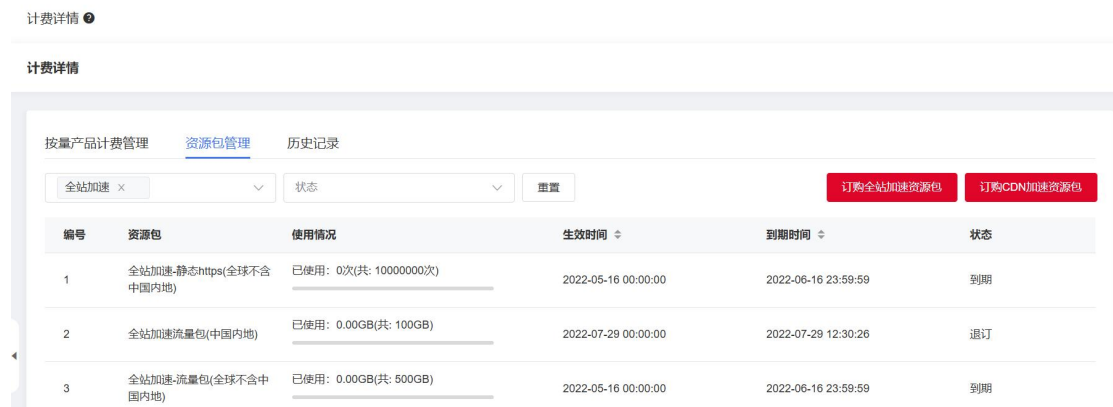 计费详情
计费详情
按量产品计费管理 资源包管理 历史记录
全站加速 × 状态 重置 订购全站加速资源包 订购CDN加速资源包
编号 资源包 使用情况 生效时间 到期时间 状态
1 全站加速-静态https(全球不含中国内地) 已使用：0次(共: 10000000次) 2022-05-16 00:00:00 2022-06-16 23:59:59 到期
2 全站加速流量包(中国内地) 已使用：0.00GB(共: 100GB) 2022-07-29 00:00:00 2022-07-29 12:30:26 退订
3 全站加速-流量包(全球不含中国内地) 已使用：0.00GB(共: 500GB) 2022-05-16 00:00:00 2022-06-16 23:59:59 到期